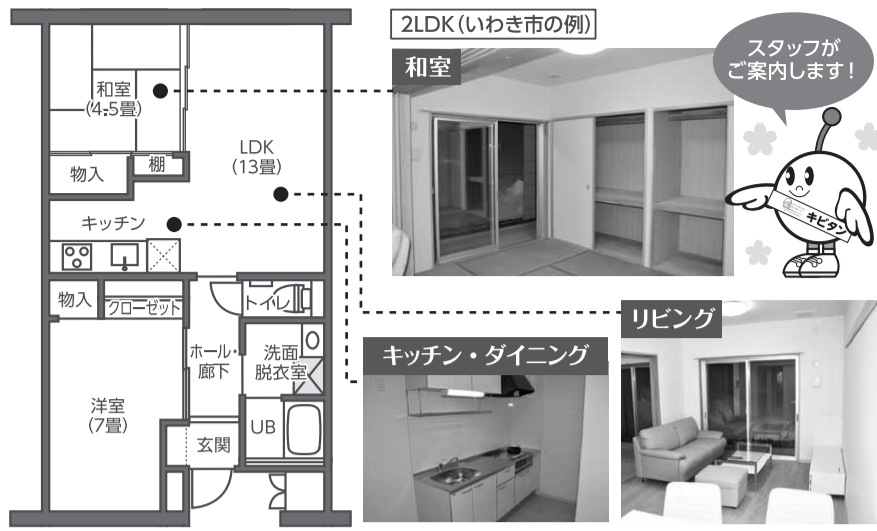 2LDK(いわき市の例)
和室
スタッフが
ご案内します!
和室
(4.5畳)
LDK
(13畳)
物入
棚
キッチン
キビタン
物入
クローゼット
トイレ
リビング
キッチン・ダイニング
ホール・
廊下
洗面
脱衣室
洋室
(7畳)
UB
玄関